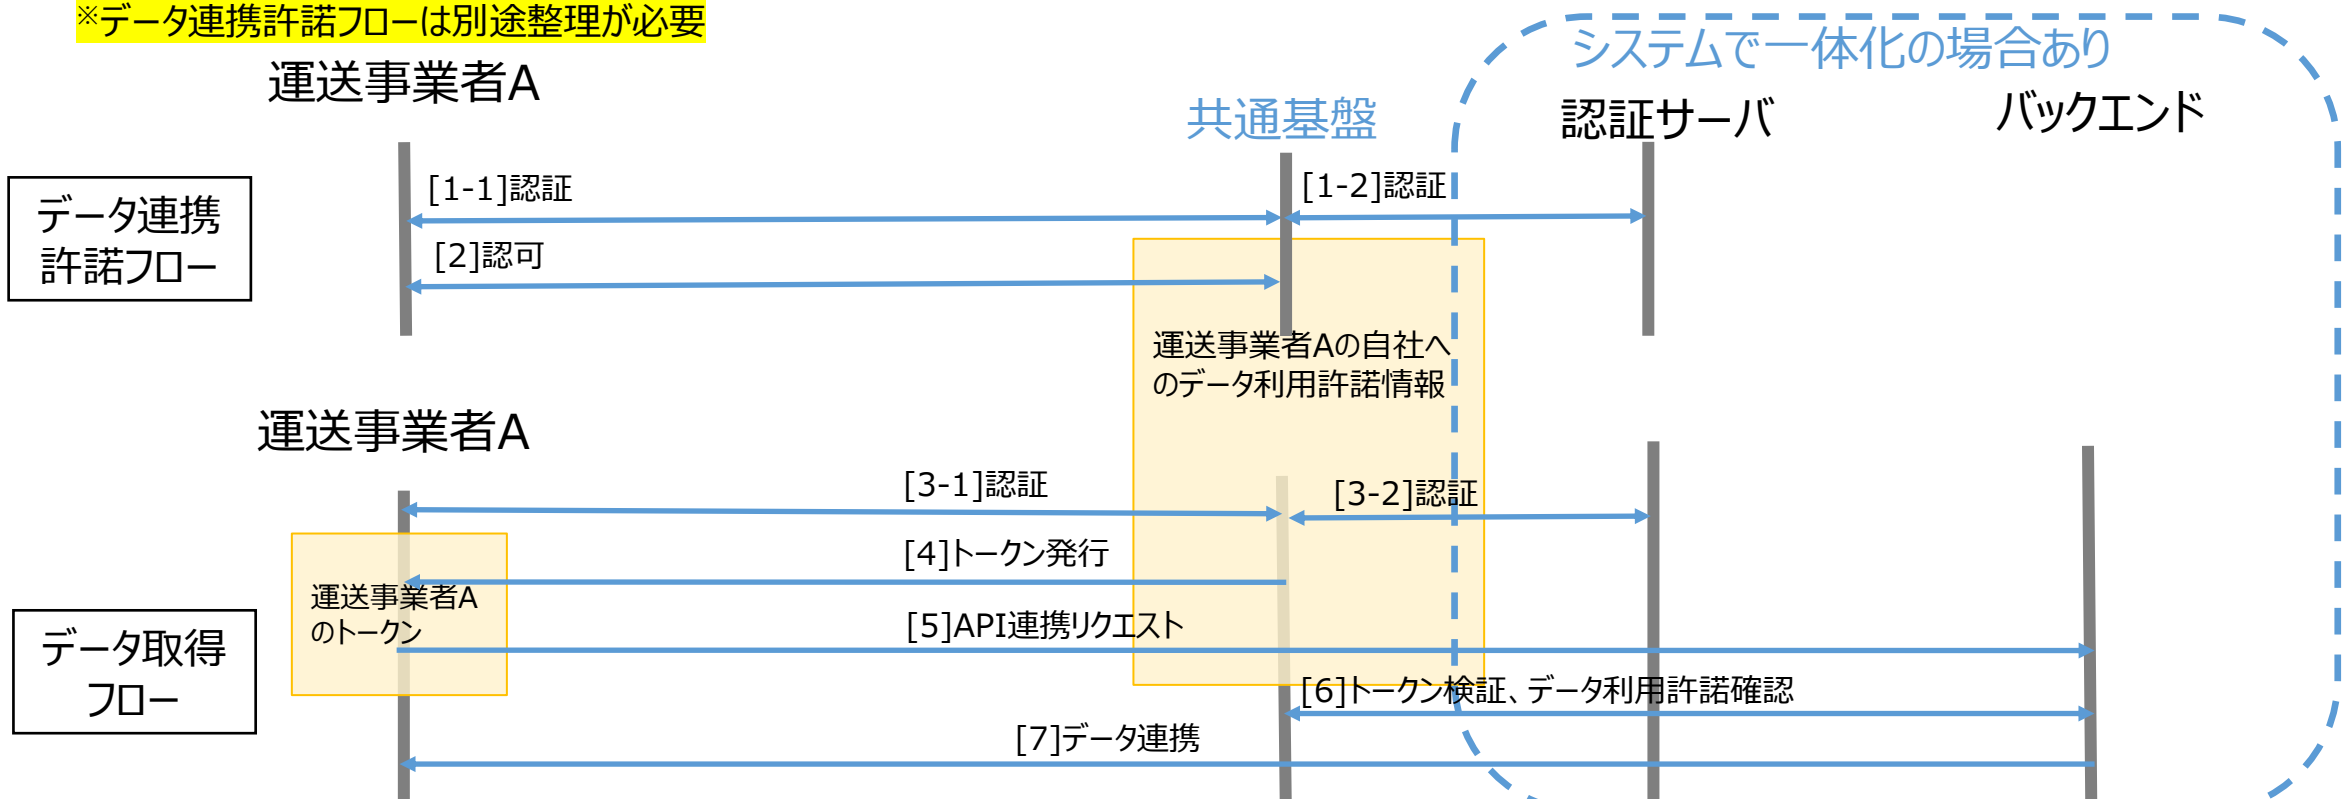 ※データ連携許諾フローは別途整理が必要
システムで一体化の場合あり
運送事業者A
共通基盤
認証サーバ
バックエンド
データ連携
許諾フロー
[1-1]認証
[1-2]認証
[2]認可
運送事業者Aの自社へ
のデータ利用許諾情報
運送事業者A
[3-1]認証
[3-2]認証
[4]トークン発行
運送事業者A
のトークン
[5]API連携リクエスト
データ取得
フロー
[6]トークン検証、データ利用許諾確認
[7]データ連携